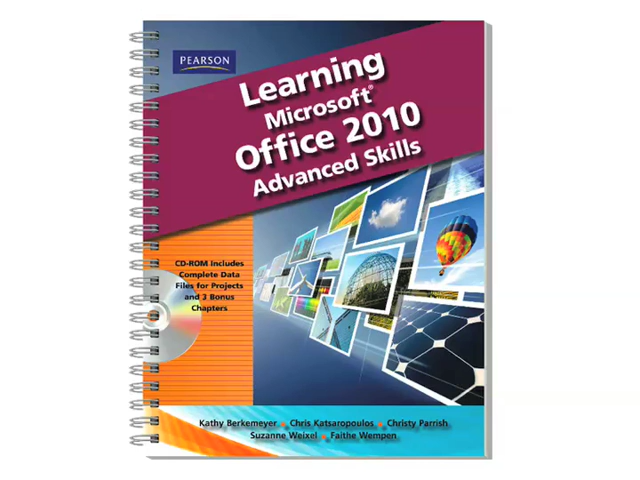 PEARSON
Learning
Microsoft®
Office 2010
Advanced Skills
CD-ROM Includes
Complete Data
Files for Projects
and 3 Bonus
Chapters
Kathy Berkemeyer • Chris Katsaropoulos • Christy Parrish
Suzanne Weixel • Faithe Wempen